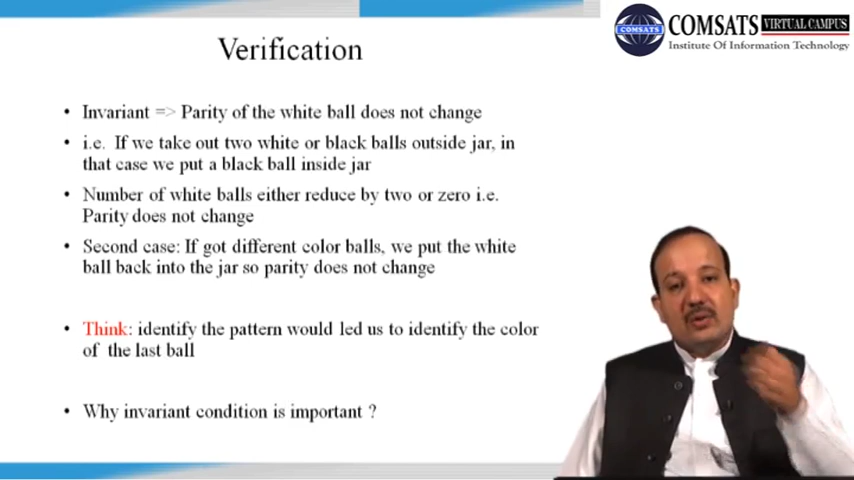 Verification
COMSATS VIRTUAL CAMPUS
Institute Of Information Technology
COMSATS
• Invariant => Parity of the white ball does not change
• i.e. If we take out two white or black balls outside jar, in
that case we put a black ball inside jar
• Number of white balls either reduce by two or zero i.e.
Parity does not change
• Second case: If got different color balls, we put the white
ball back into the jar so parity does not change
• Think: identify the pattern would led us to identify the color
of the last ball
• Why invariant condition is important ?